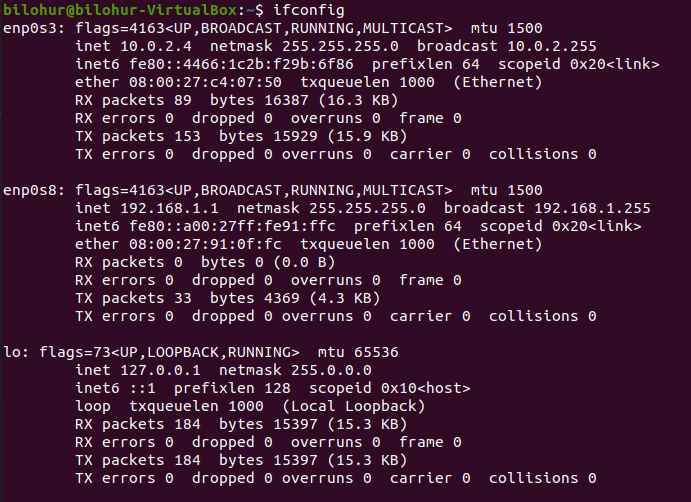 bilohur@bilohur-VirtualBox:~$ ifconfig
enp0s3: flags=4163<UP,BROADCAST,RUNNING,MULTICAST>  mtu 1500
        inet 10.0.2.4  netmask 255.255.255.0  broadcast 10.0.2.255
        inet6 fe80::4466:1c2b:f29b:6f86  prefixlen 64  scopeid 0x20<link>
        ether 08:00:27:c4:07:50  txqueuelen 1000  (Ethernet)
        RX packets 89  bytes 16387 (16.3 KB)
        RX errors 0  dropped 0  overruns 0  frame 0
        TX packets 153  bytes 15929 (15.9 KB)
        TX errors 0  dropped 0 overruns 0  carrier 0  collisions 0

enp0s8: flags=4163<UP,BROADCAST,RUNNING,MULTICAST>  mtu 1500
        inet 192.168.1.1  netmask 255.255.255.0  broadcast 192.168.1.255
        inet6 fe80::a00:27ff:fe91:ffc  prefixlen 64  scopeid 0x20<link>
        ether 08:00:27:91:0f:fc  txqueuelen 1000  (Ethernet)
        RX packets 0  bytes 0 (0.0 B)
        RX errors 0  dropped 0  overruns 0  frame 0
        TX packets 33  bytes 4369 (4.3 KB)
        TX errors 0  dropped 0 overruns 0  carrier 0  collisions 0

lo: flags=73<UP,LOOPBACK,RUNNING>  mtu 65536
        inet 127.0.0.1  netmask 255.0.0.0
        inet6 ::1  prefixlen 128  scopeid 0x10<host>
        loop  txqueuelen 1000  (Local Loopback)
        RX packets 184  bytes 15397 (15.3 KB)
        RX errors 0  dropped 0  overruns 0  frame 0
        TX packets 184  bytes 15397 (15.3 KB)
        TX errors 0  dropped 0 overruns 0  carrier 0  collisions 0